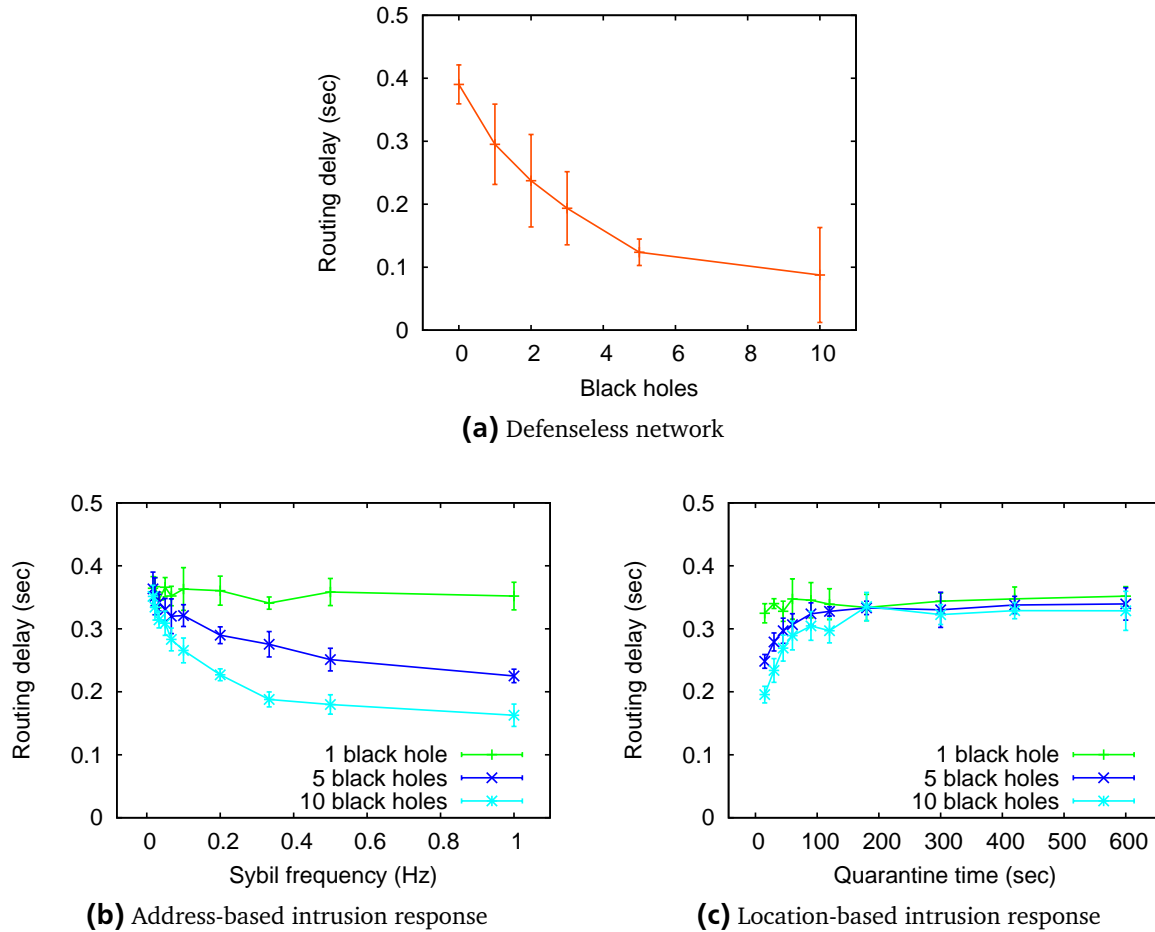 0.5
0.4
0.3
0.2
0.1
0
Routing delay (sec)
0 2 4 6 8 10
Black holes
(a) Defenseless network
0.5
0.4
0.3
0.2
0.1
0
Routing delay (sec)
1 black hole
5 black holes
10 black holes
0 0.2 0.4 0.6 0.8 1
Sybil frequency (Hz)
(b) Address-based intrusion response
0.5
0.4
0.3
0.2
0.1
0
Routing delay (sec)
1 black hole
5 black holes
10 black holes
0 100 200 300 400 500 600
Quarantine time (sec)
(c) Location-based intrusion response